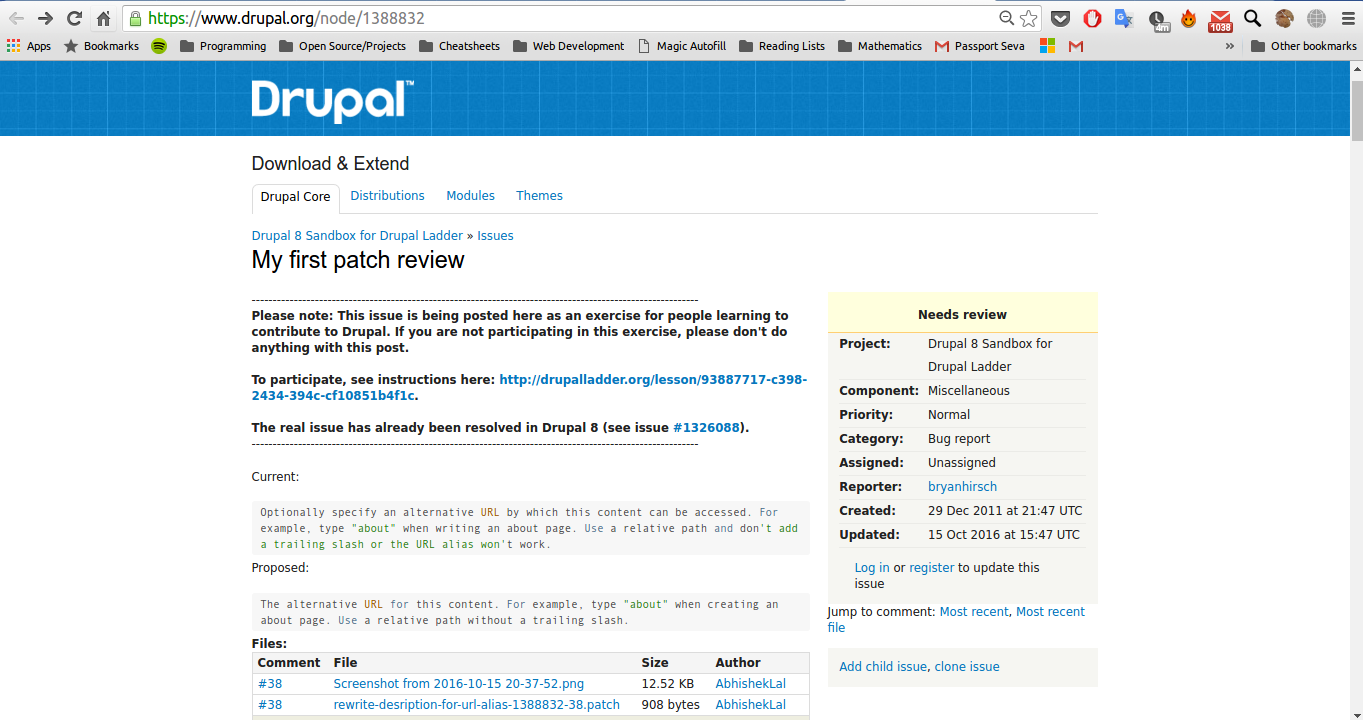 https://www.drupal.org/node/1388832
4m
1038
Apps Bookmarks Programming Open Source/Projects Cheatsheets Web Development Magic Autofill Reading Lists Mathematics Passport Seva » Other bookmarks
Drupal™
Download & Extend
Drupal Core Distributions Modules Themes
Drupal 8 Sandbox for Drupal Ladder » Issues
My first patch review
----------------------------------------------------------------------------------------------------------
Please note: This issue is being posted here as an exercise for people learning to
contribute to Drupal. If you are not participating in this exercise, please don't do
anything with this post.
To participate, see instructions here: http://drupalladder.org/lesson/93887717-c398-
2434-394c-cf10851b4f1c.
The real issue has already been resolved in Drupal 8 (see issue #1326088).
----------------------------------------------------------------------------------------------------------
Current:
Optionally specify an alternative URL by which this content can be accessed. For
example, type "about" when writing an about page. Use a relative path and don't add
a trailing slash or the URL alias won't work.
Proposed:
The alternative URL for this content. For example, type "about" when creating an
about page. Use a relative path without a trailing slash.
Files:
Comment File Size Author
#38 Screenshot from 2016-10-15 20-37-52.png 12.52 KB AbhishekLal
#38 rewrite-desription-for-url-alias-1388832-38.patch 908 bytes AbhishekLal
Needs review
Project: Drupal 8 Sandbox for
Drupal Ladder
Component: Miscellaneous
Priority: Normal
Category: Bug report
Assigned: Unassigned
Reporter: bryanhirsch
Created: 29 Dec 2011 at 21:47 UTC
Updated: 15 Oct 2016 at 15:47 UTC
Log in or register to update this
issue
Jump to comment: Most recent, Most recent
file
Add child issue, clone issue